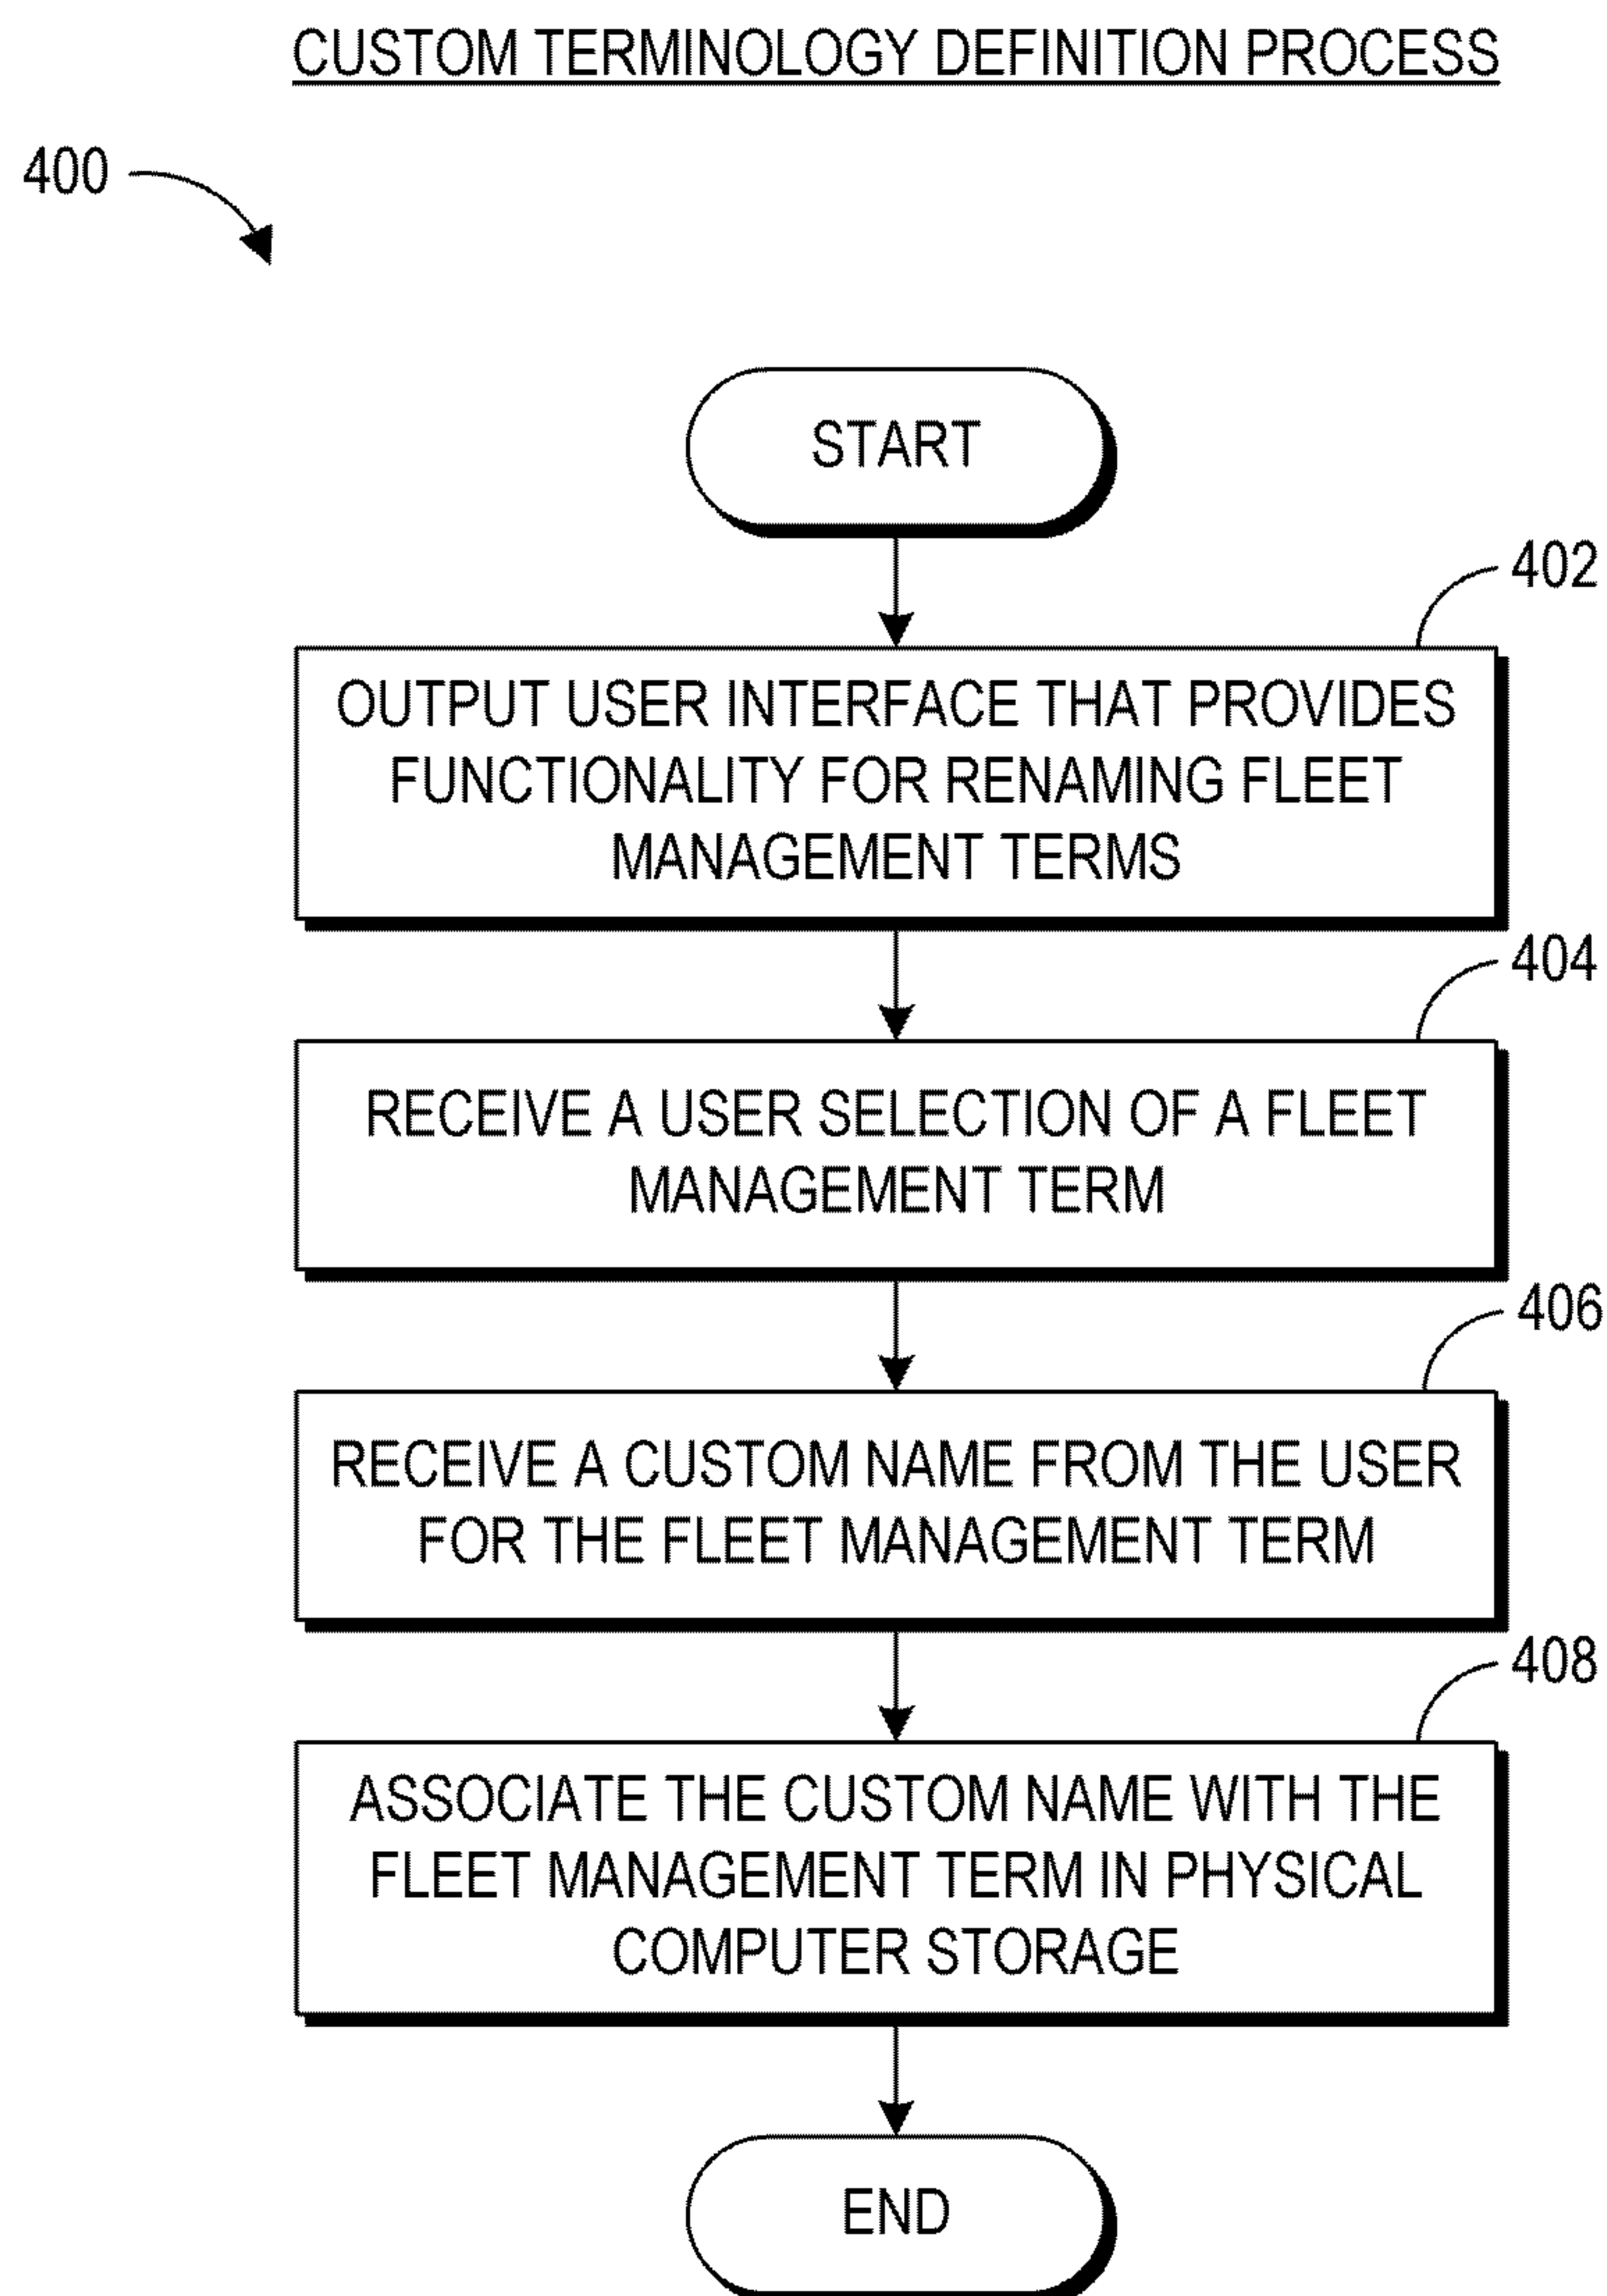 CUSTOM TERMINOLOGY DEFINITION PROCESS
400
START
402
OUTPUT USER INTERFACE THAT PROVIDES
FUNCTIONALITY FOR RENAMING FLEET
MANAGEMENT TERMS
404
RECEIVE A USER SELECTION OF A FLEET
MANAGEMENT TERM
406
RECEIVE A CUSTOM NAME FROM THE USER
FOR THE FLEET MANAGEMENT TERM
408
ASSOCIATE THE CUSTOM NAME WITH THE
FLEET MANAGEMENT TERM IN PHYSICAL
COMPUTER STORAGE
END